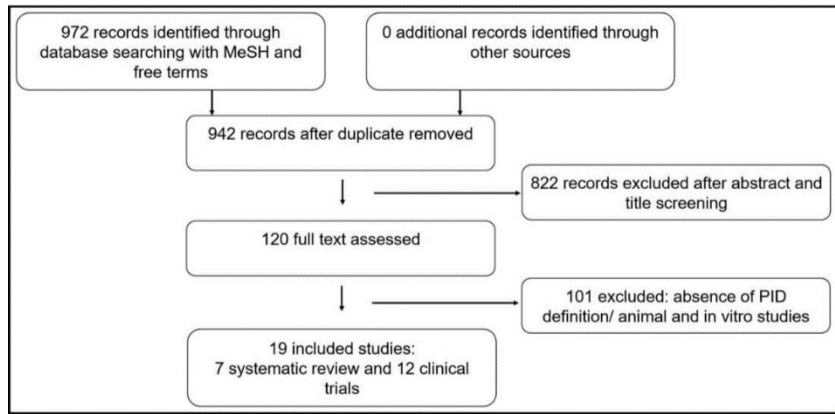 972 records identified through
database searching with MeSH and
free terms
0 additional records identified through
other sources
942 records after duplicate removed
822 records excluded after abstract and
title screening
120 full text assessed
101 excluded: absence of PID
definition/ animal and in vitro studies
19 included studies:
7 systematic review and 12 clinical
trials